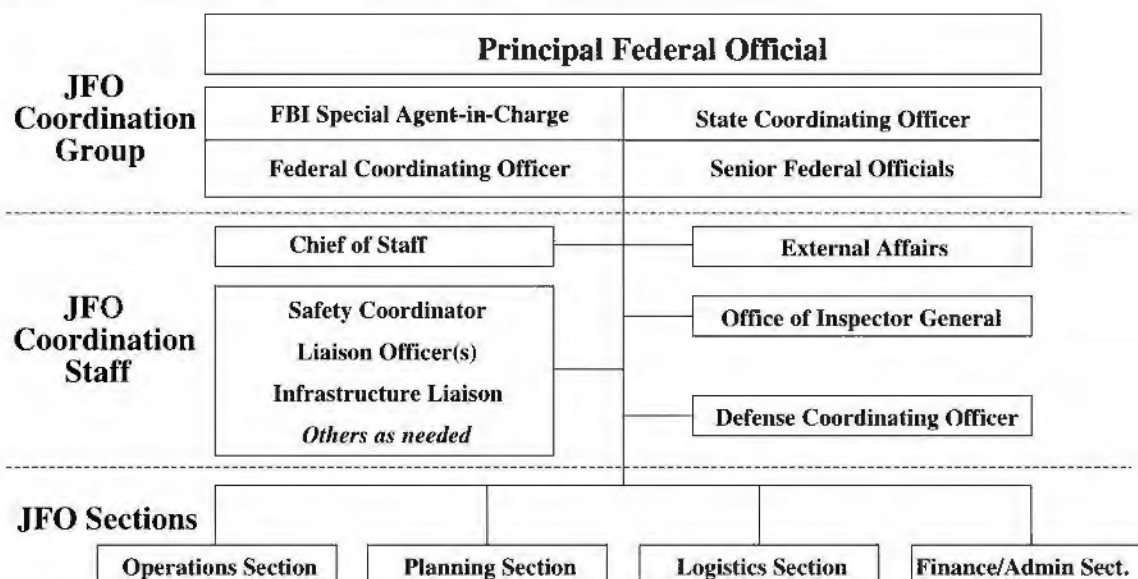 Principal Federal Official
JFO
Coordination
Group
FBI Special Agent-in-Charge
State Coordinating Officer
Federal Coordinating Officer
Senior Federal Officials
JFO
Coordination
Staff
Chief of Staff
External Affairs
Safety Coordinator
Liaison Officer(s)
Infrastructure Liaison
Others as needed
Office of Inspector General
Defense Coordinating Officer
JFO Sections
Operations Section
Planning Section
Logistics Section
Finance/Admin Sect.